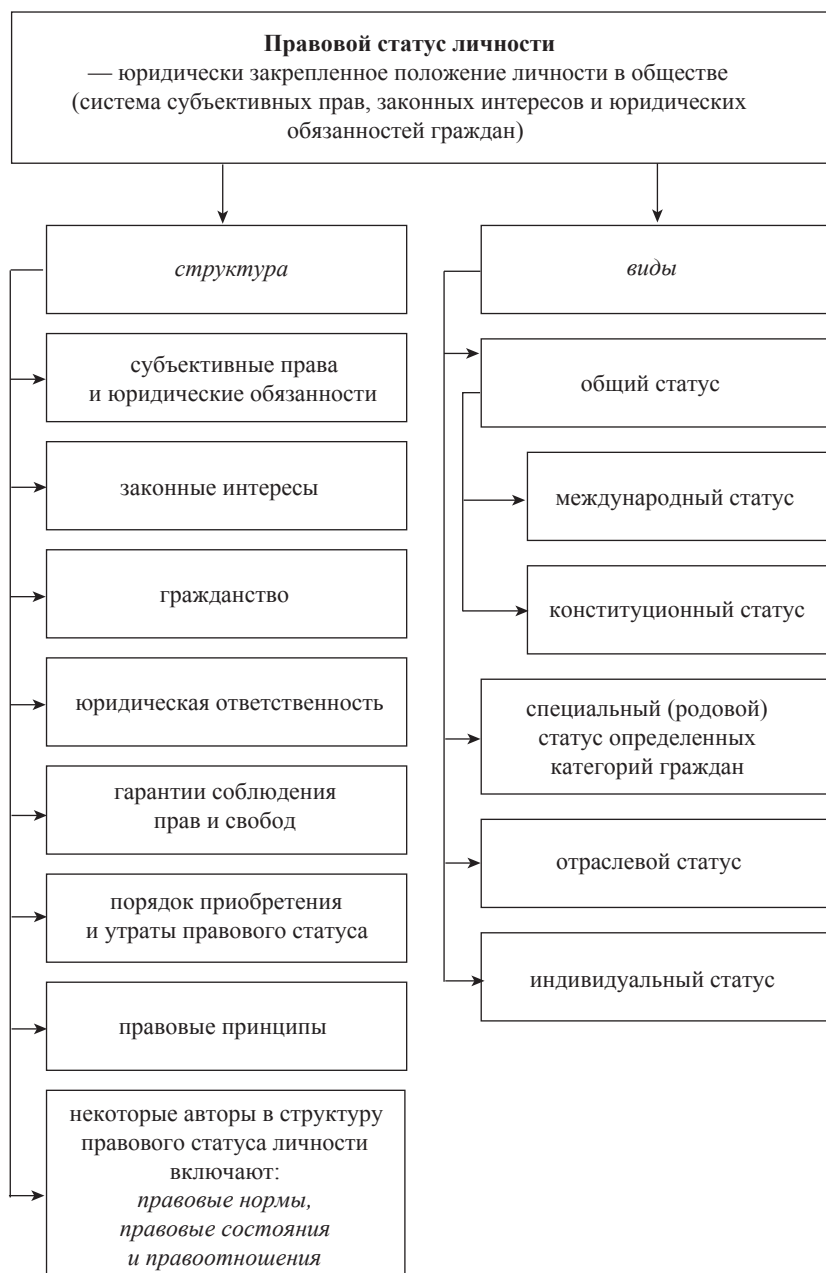 Правовой статус личности
— юридически закрепленное положение личности в обществе
(система субъективных прав, законных интересов и юридических
обязанностей граждан)
структура
субъективные права
и юридические обязанности
законные интересы
гражданство
юридическая ответственность
гарантии соблюдения
прав и свобод
порядок приобретения
и утраты правового статуса
правовые принципы
некоторые авторы в структуру
правового статуса личности
включают:
правовые нормы,
правовые состояния
и правоотношения
виды
общий статус
международный статус
конституционный статус
специальный (родовой)
статус определенных
категорий граждан
отраслевой статус
индивидуальный статус